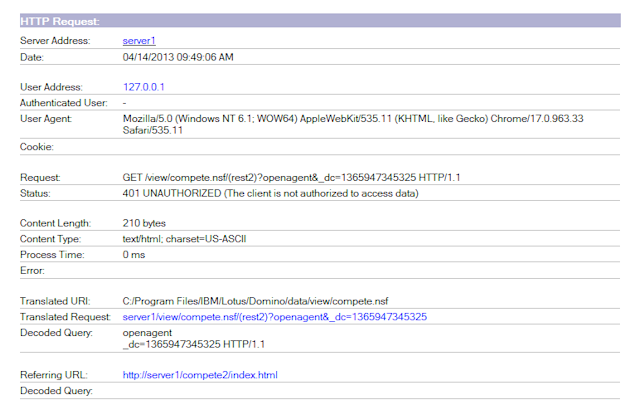 HTTP Request:
Server Address: server1
Date: 04/14/2013 09:49:06 AM
User Address: 127.0.0.1
Authenticated User: -
User Agent: Mozilla/5.0 (Windows NT 6.1; WOW64) AppleWebKit/535.11 (KHTML, like Gecko) Chrome/17.0.963.33
Safari/535.11
Cookie:
Request: GET /view/compete.nsf/(rest2)?openagent&_dc=1365947345325 HTTP/1.1
Status: 401 UNAUTHORIZED (The client is not authorized to access data)
Content Length: 210 bytes
Content Type: text/html; charset=US-ASCII
Process Time: 0 ms
Error:
Translated URI: C:/Program Files/IBM/Lotus/Domino/data/view/compete.nsf
Translated Request: server1/view/compete.nsf/(rest2)?openagent&_dc=1365947345325
Decoded Query: openagent
_dc=1365947345325 HTTP/1.1
Referring URL: http://server1/compete2/index.html
Decoded Query: